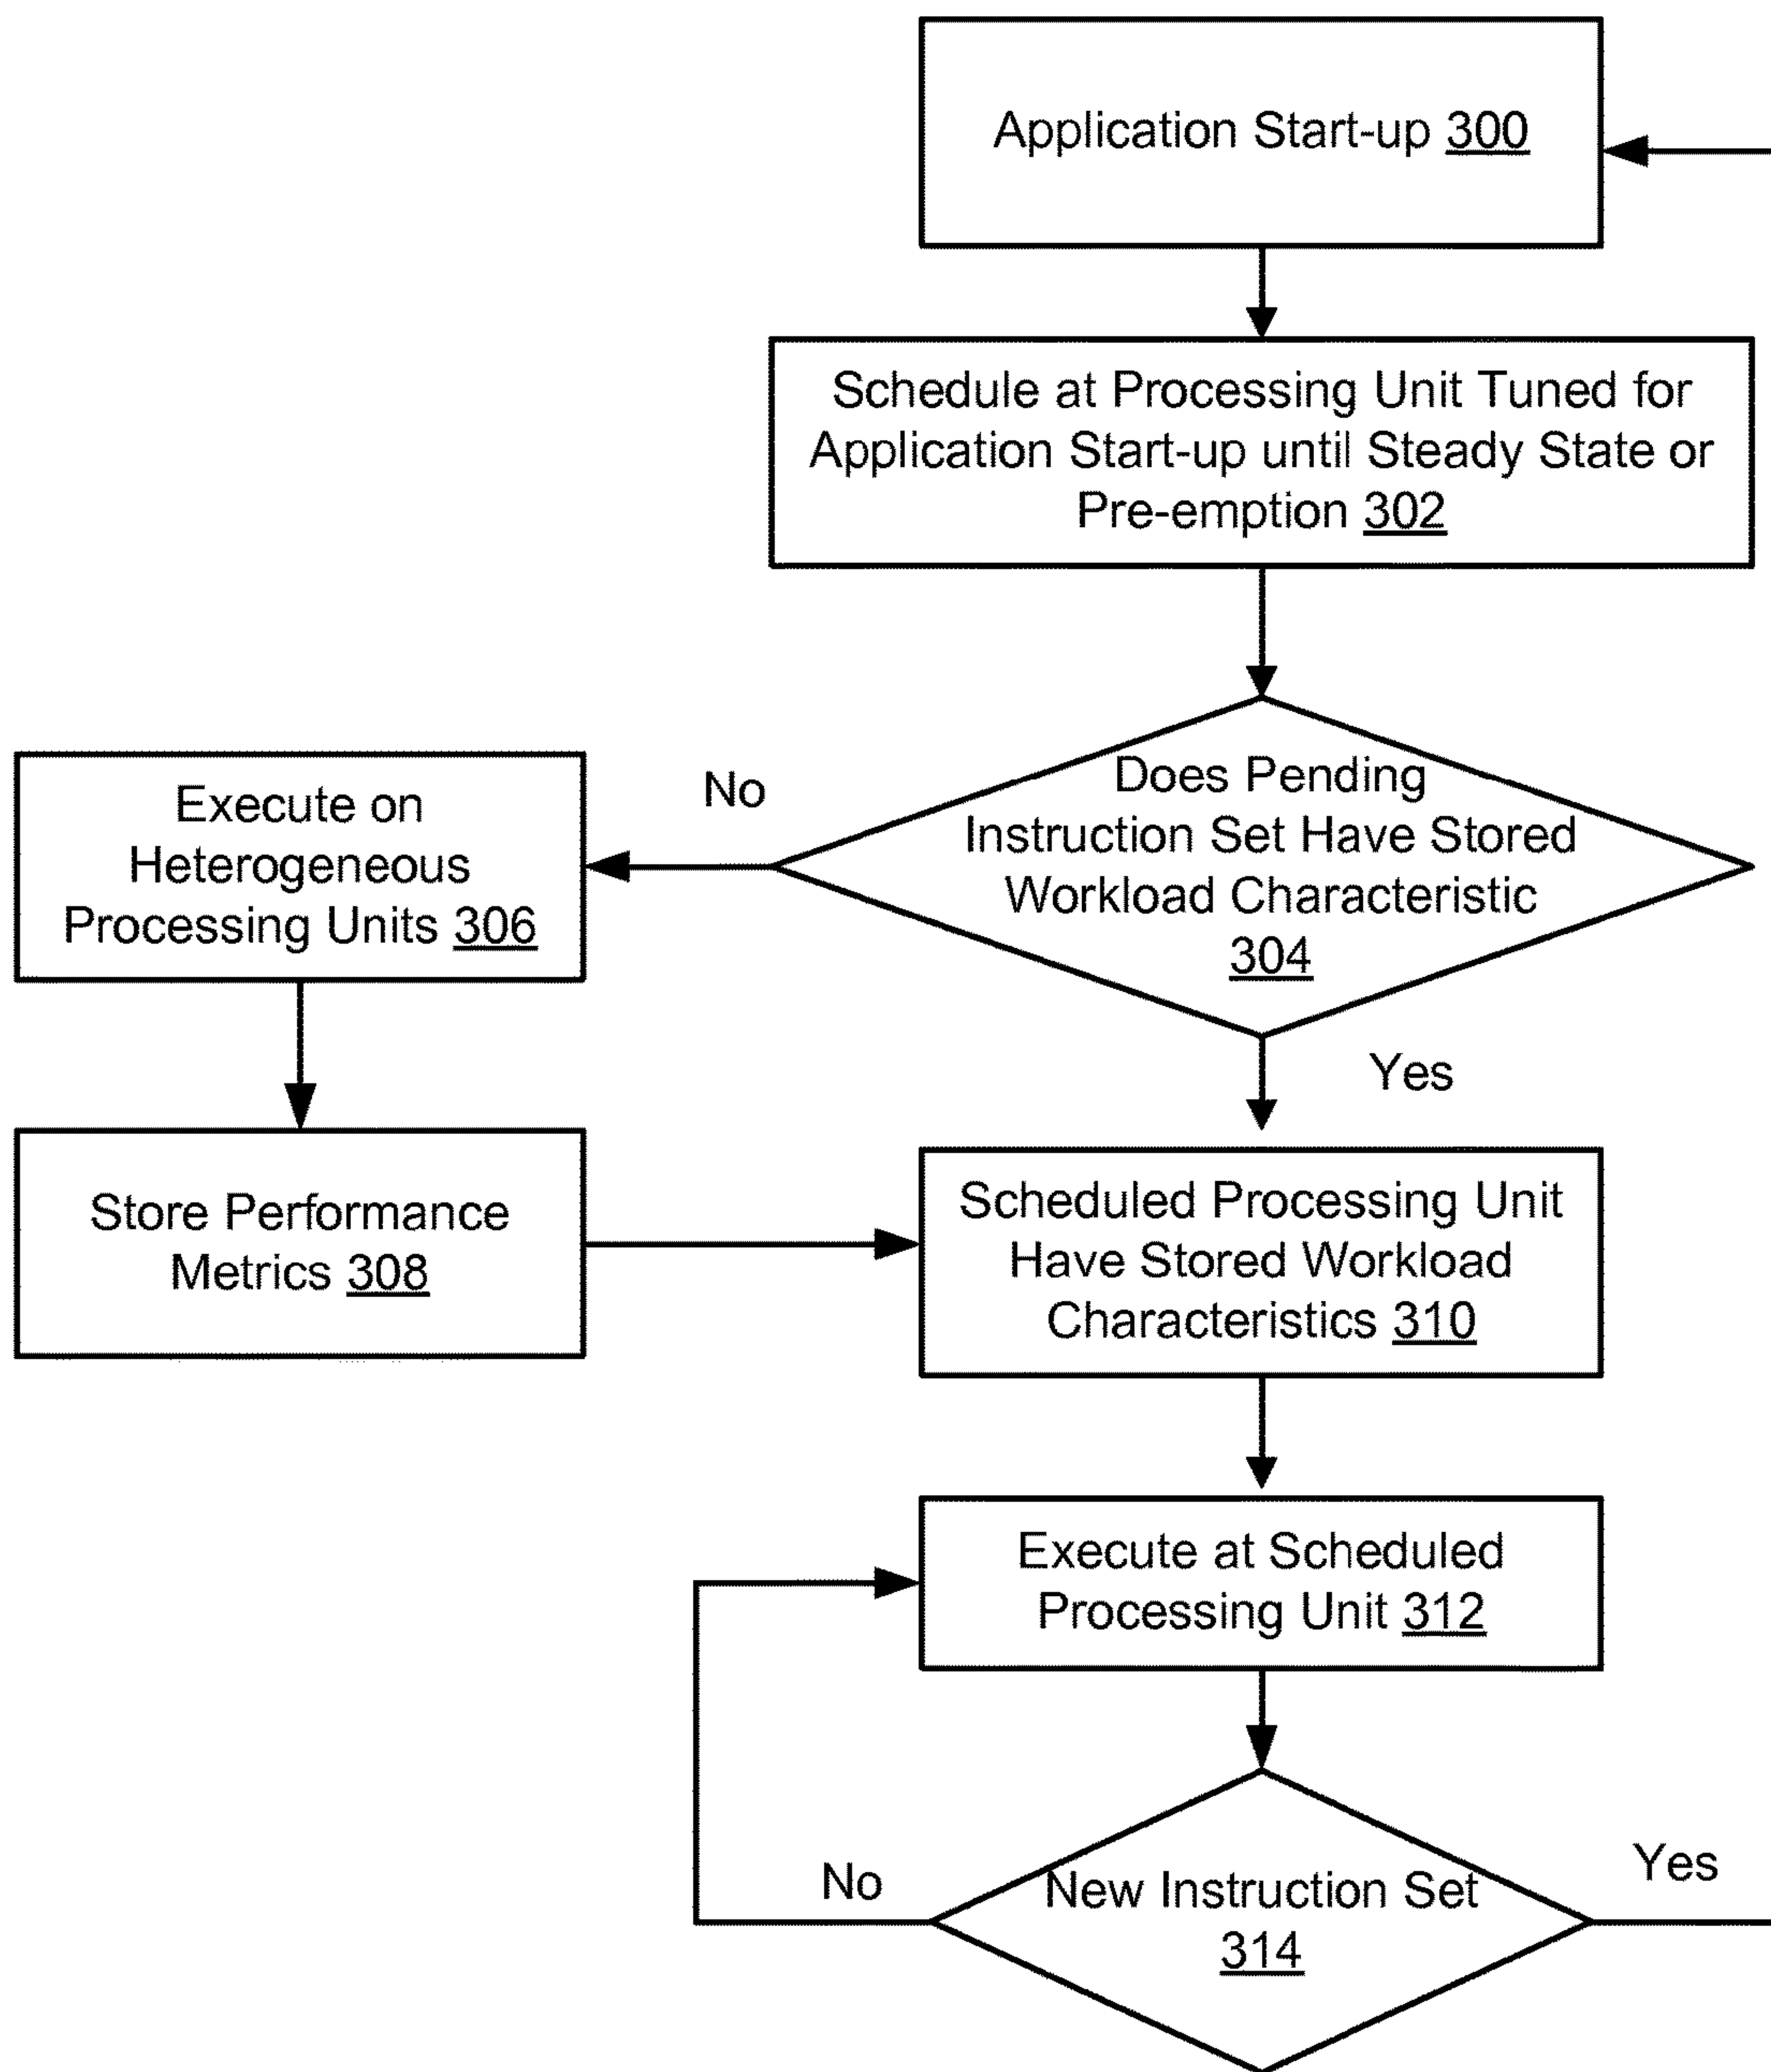 Application Start-up 300
Schedule at Processing Unit Tuned for
Application Start-up until Steady State or
Pre-emption 302
Does Pending
Instruction Set Have Stored
Workload Characteristic
304
No
Yes
Execute on
Heterogeneous
Processing Units 306
Store Performance
Metrics 308
Scheduled Processing Unit
Have Stored Workload
Characteristics 310
Execute at Scheduled
Processing Unit 312
New Instruction Set
314
No
Yes